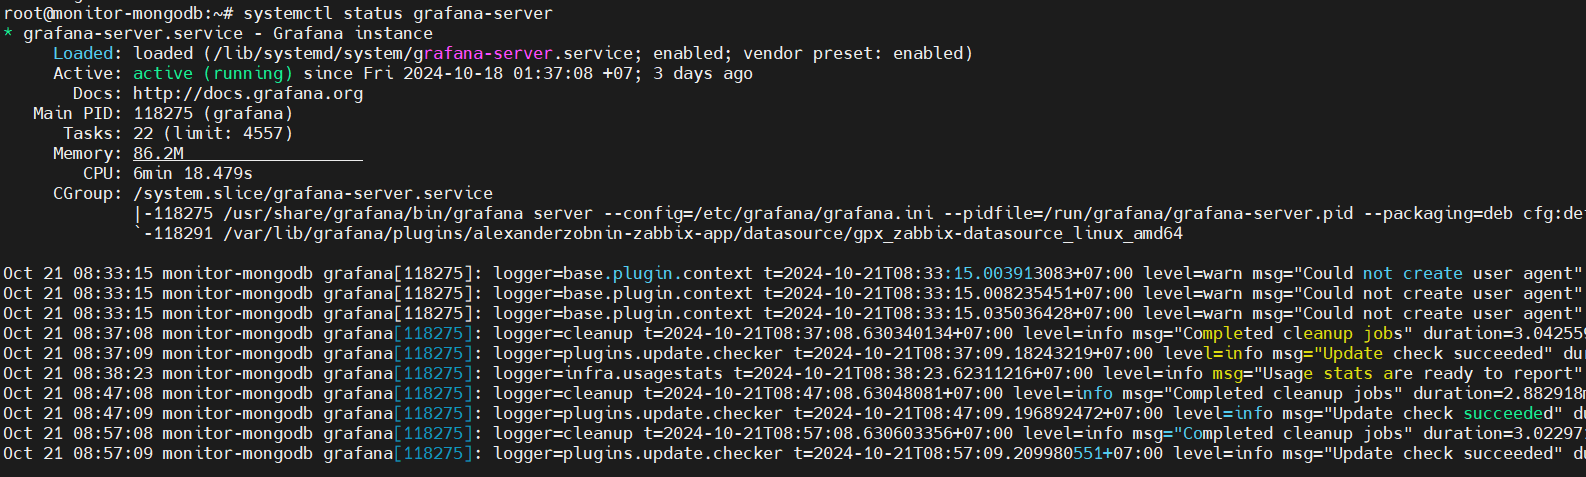 root@monitor-mongodb:~# systemctl status grafana-server
* grafana-server.service - Grafana instance
Loaded: loaded (/lib/systemd/system/grafana-server.service; enabled; vendor preset: enabled)
Active: active (running) since Fri 2024-10-18 01:37:08 +07; 3 days ago
Docs: http://docs.grafana.org
Main PID: 118275 (grafana)
Tasks: 22 (limit: 4557)
Memory: 86.2M
CPU: 6min 18.479s
CGroup: /system.slice/grafana-server.service
|-118275 /usr/share/grafana/bin/grafana server --config=/etc/grafana/grafana.ini --pidfile=/run/grafana/grafana-server.pid --packaging=deb cfg:de
`-118291 /var/lib/grafana/plugins/alexanderzobnin-zabbix-app/datasource/gpx_zabbix-datasource_linux_amd64
Oct 21 08:33:15 monitor-mongodb grafana[118275]: logger=base.plugin.context t=2024-10-21T08:33:15.003913083+07:00 level=warn msg="Could not create user agent"
Oct 21 08:33:15 monitor-mongodb grafana[118275]: logger=base.plugin.context t=2024-10-21T08:33:15.008235451+07:00 level=warn msg="Could not create user agent"
Oct 21 08:33:15 monitor-mongodb grafana[118275]: logger=base.plugin.context t=2024-10-21T08:33:15.035036428+07:00 level=warn msg="Could not create user agent"
Oct 21 08:37:08 monitor-mongodb grafana[118275]: logger=cleanup t=2024-10-21T08:37:08.630340134+07:00 level=info msg="Completed cleanup jobs" duration=3.042559
Oct 21 08:37:09 monitor-mongodb grafana[118275]: logger=plugins.update.checker t=2024-10-21T08:37:09.18243219+07:00 level=info msg="Update check succeeded" du
Oct 21 08:38:23 monitor-mongodb grafana[118275]: logger=infra.usagestats t=2024-10-21T08:38:23.62311216+07:00 level=info msg="Usage stats are ready to report"
Oct 21 08:47:08 monitor-mongodb grafana[118275]: logger=cleanup t=2024-10-21T08:47:08.63048081+07:00 level=info msg="Completed cleanup jobs" duration=2.882918m
Oct 21 08:47:09 monitor-mongodb grafana[118275]: logger=plugins.update.checker t=2024-10-21T08:47:09.196892472+07:00 level=info msg="Update check succeeded" du
Oct 21 08:57:08 monitor-mongodb grafana[118275]: logger=cleanup t=2024-10-21T08:57:08.630603356+07:00 level=info msg="Completed cleanup jobs" duration=3.02297
Oct 21 08:57:09 monitor-mongodb grafana[118275]: logger=plugins.update.checker t=2024-10-21T08:57:09.209980551+07:00 level=info msg="Update check succeeded" du